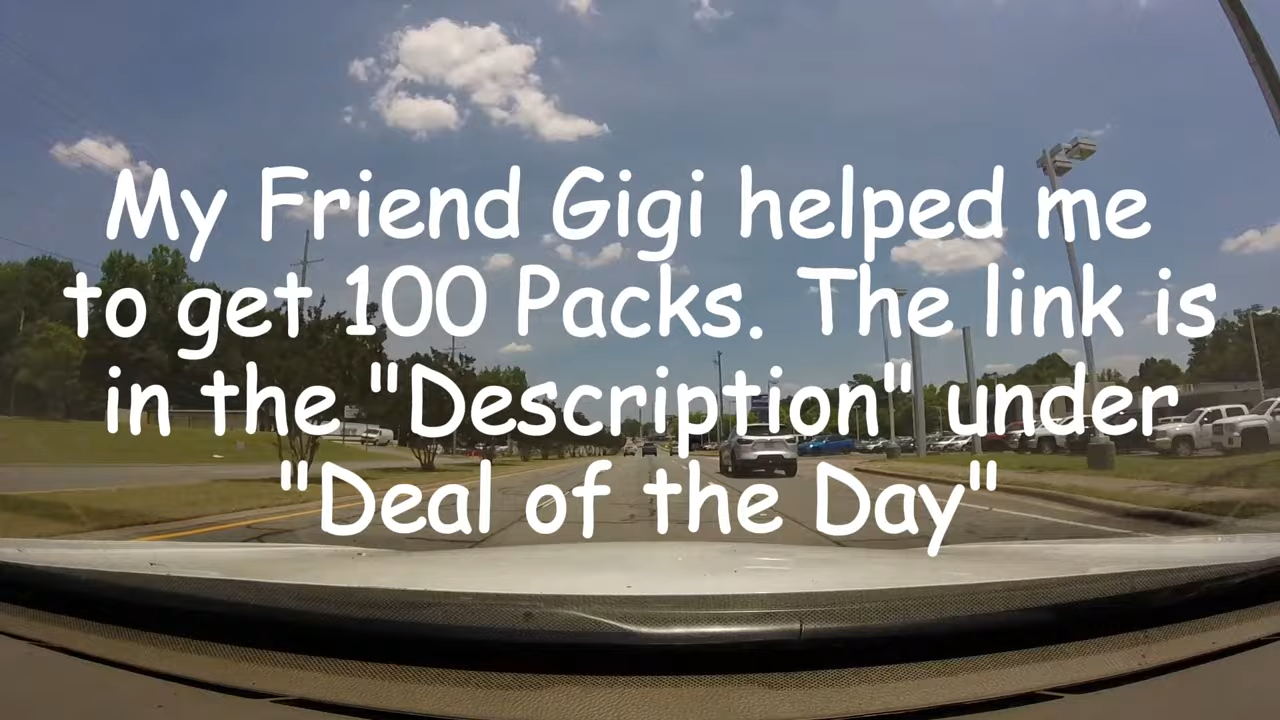 My Friend Gigi helped me
to get 100 Packs. The link is
in the "Description" under
"Deal of the Day"